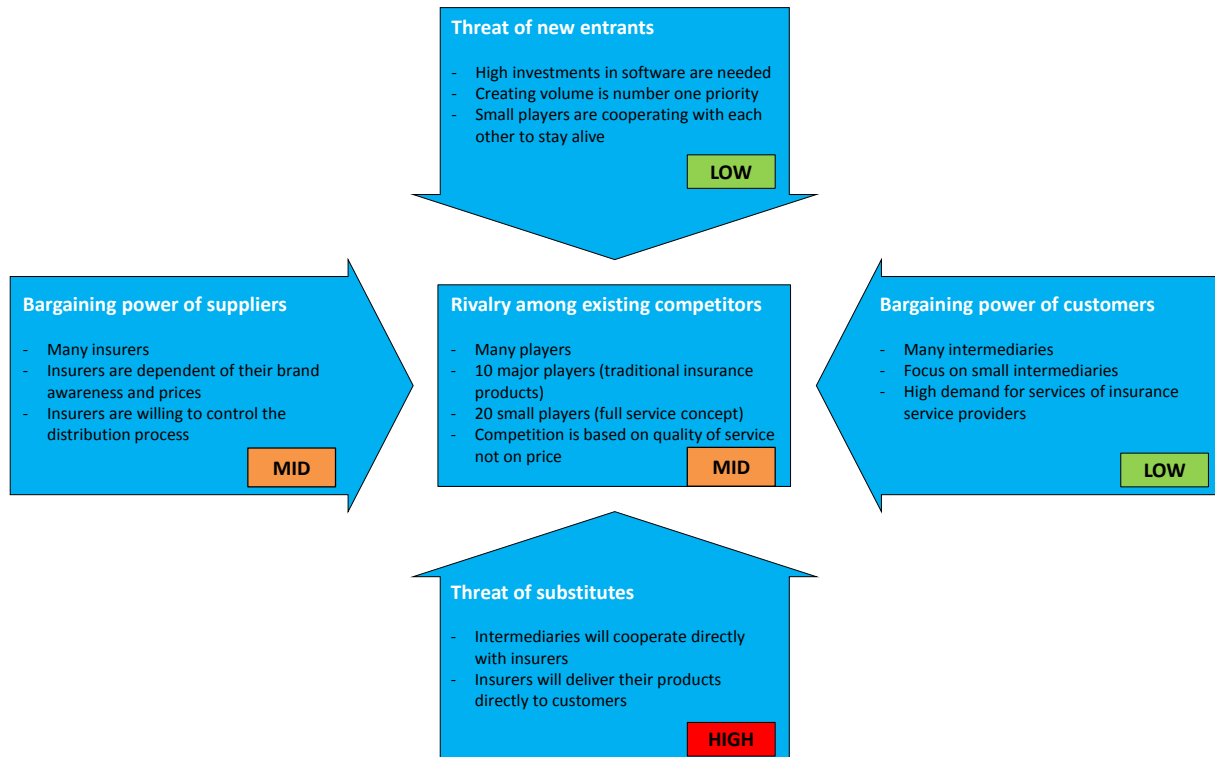 Threat of new entrants
- High investments in software are needed
- Creating volume is number one priority
- Small players are cooperating with each
other to stay alive
LOW
Bargaining power of suppliers
- Many insurers
- Insurers are dependent of their brand
awareness and prices
- Insurers are willing to control the
distribution process
MID
Rivalry among existing competitors
- Many players
- 10 major players (traditional insurance
products)
- 20 small players (full service concept)
- Competition is based on quality of service
not on price
MID
Bargaining power of customers
- Many intermediaries
- Focus on small intermediaries
- High demand for services of insurance
service providers
LOW
Threat of substitutes
- Intermediaries will cooperate directly
with insurers
- Insurers will deliver their products
directly to customers
HIGH